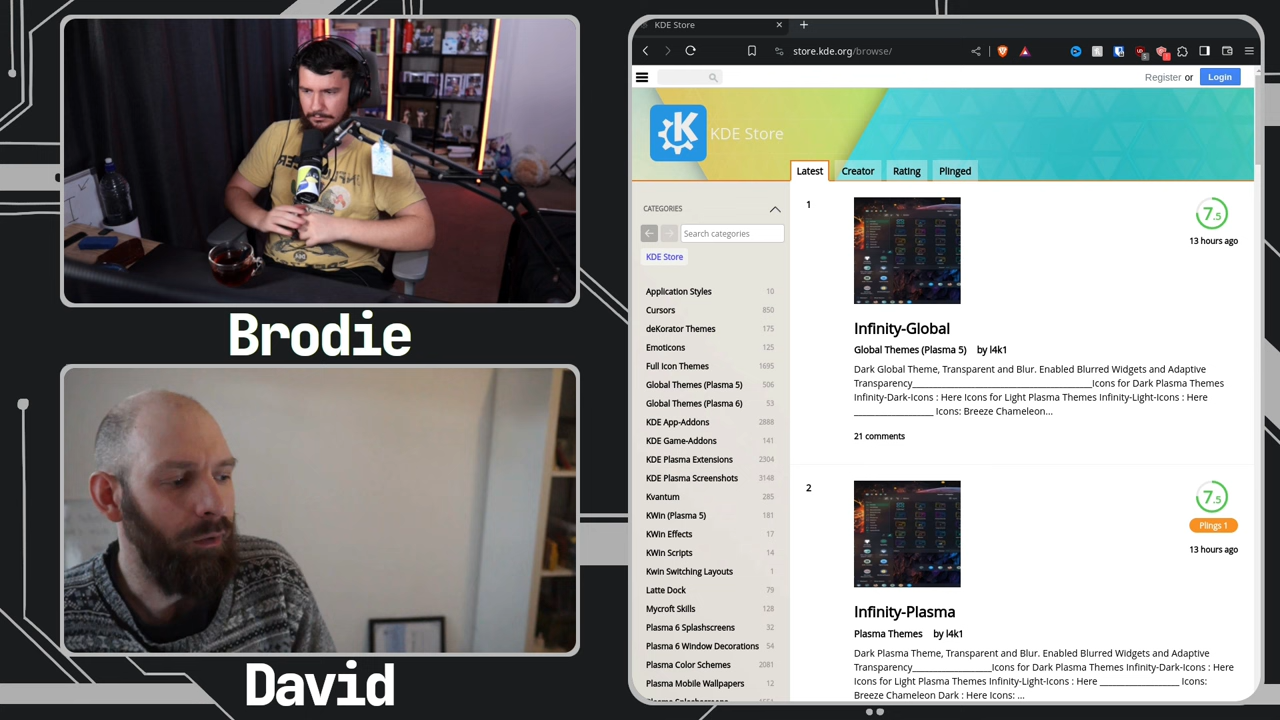 Brodie
David
KDE Store
store.kde.org/browse/
Register or Login
KDE Store
Latest
Creator
Rating
Plinged
CATEGORIES
Search categories
KDE Store
Application Styles 10
Cursors 850
deKorator Themes 175
Emoticons 125
Full Icon Themes 1695
Global Themes (Plasma 5) 506
Global Themes (Plasma 6) 53
KDE App-Addons 2888
KDE Game-Addons 141
KDE Plasma Extensions 2304
KDE Plasma Screenshots 3148
Kvantum 285
KWin (Plasma 5) 181
KWin Effects 17
KWin Scripts 14
Kwin Switching Layouts 1
Latte Dock 79
Mycroft Skills 128
Plasma 6 Splashscreens 32
Plasma 6 Window Decorations 54
Plasma Color Schemes 2081
Plasma Mobile Wallpapers 12
1
7.5
13 hours ago
Infinity-Global
Global Themes (Plasma 5) by l4k1
Dark Global Theme, Transparent and Blur. Enabled Blurred Widgets and Adaptive
Transparency___________________________________________Icons for Dark Plasma Themes
Infinity-Dark-Icons : Here Icons for Light Plasma Themes Infinity-Light-Icons : Here
___________________ Icons: Breeze Chameleon...
21 comments
2
7.5
Plings 1
13 hours ago
Infinity-Plasma
Plasma Themes by l4k1
Dark Plasma Theme, Transparent and Blur. Enabled Blurred Widgets and Adaptive
Transparency___________________Icons for Dark Plasma Themes Infinity-Dark-Icons : Here
Icons for Light Plasma Themes Infinity-Light-Icons : Here ___________________ Icons:
Breeze Chameleon Dark : Here Icons: ...